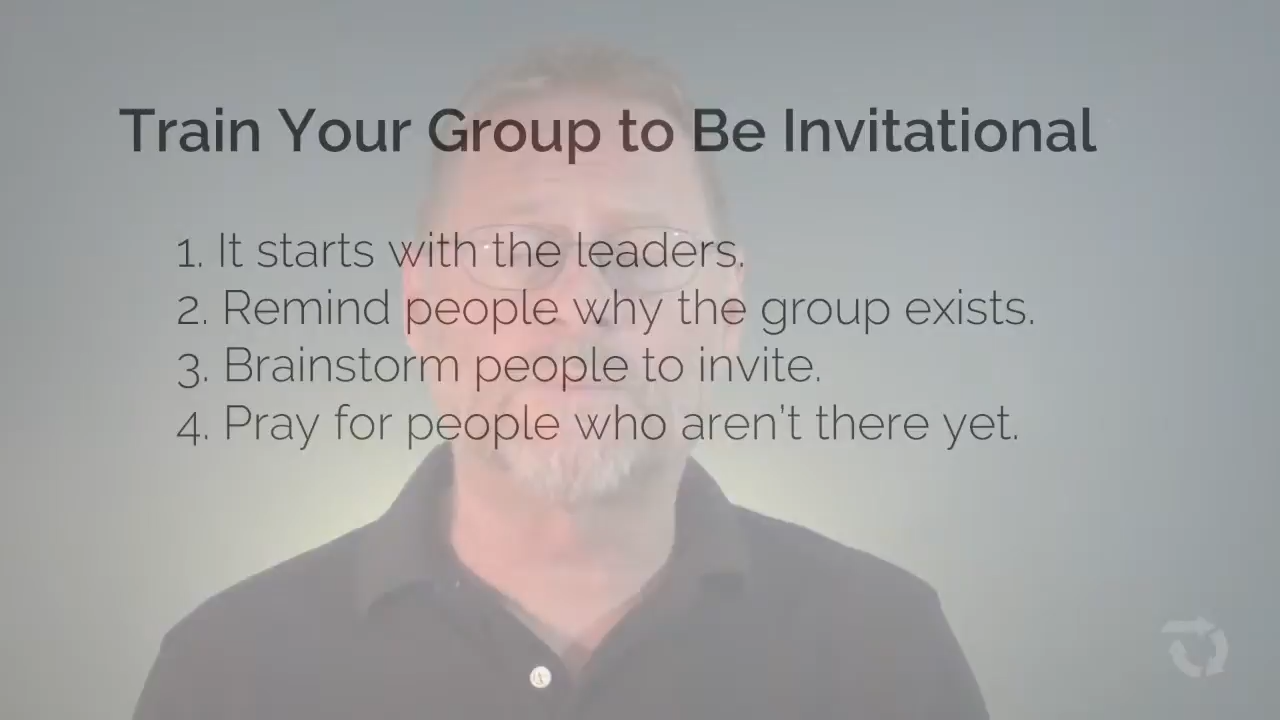 Train Your Group to Be Invitational
1. It starts with the leaders.
2. Remind people why the group exists.
3. Brainstorm people to invite.
4. Pray for people who aren't there yet.